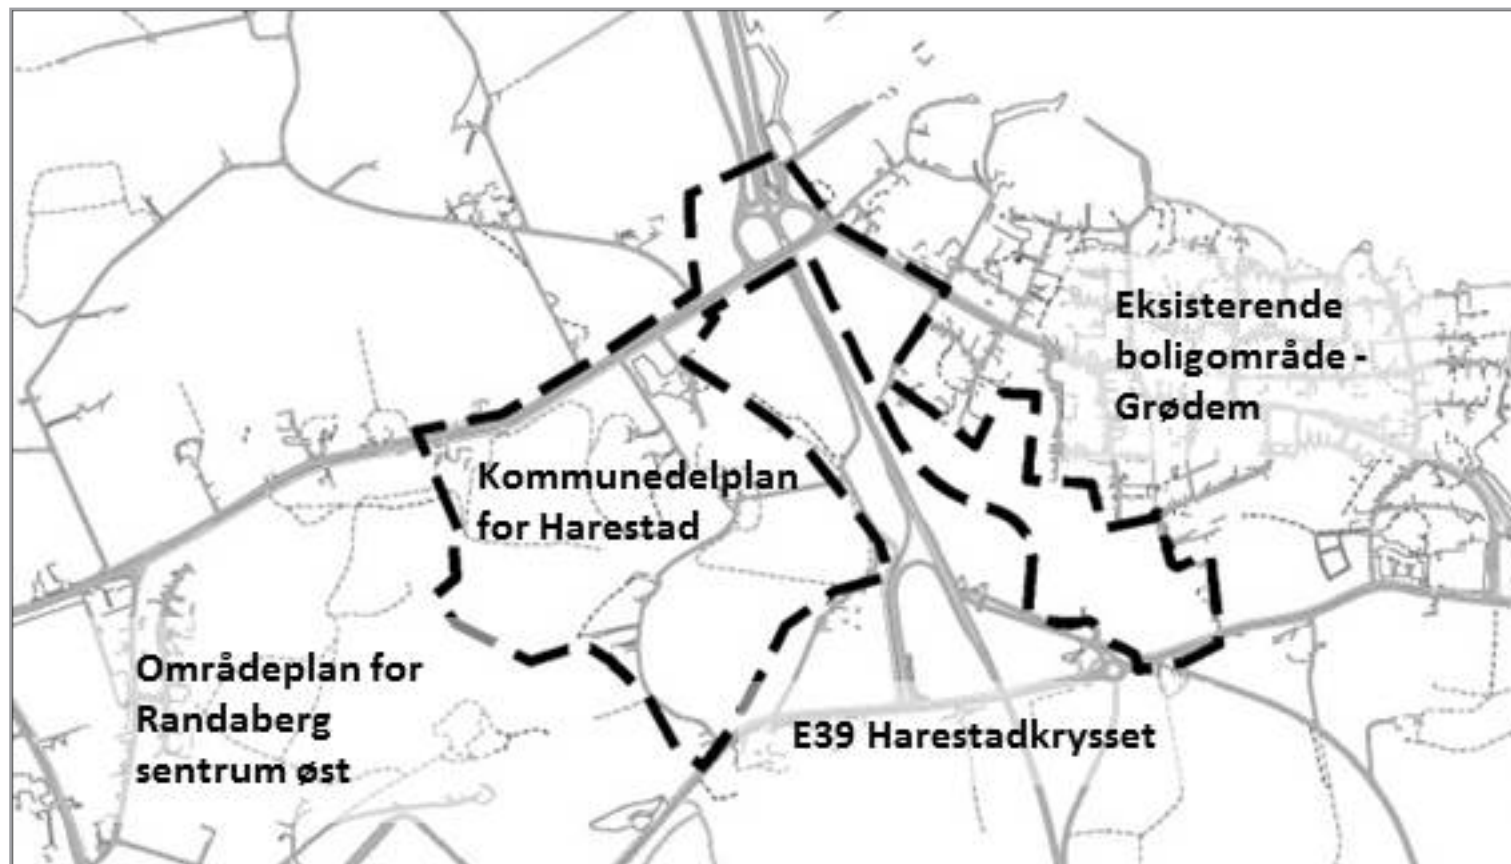 Eksisterende
boligområde -
Grødem
Kommunedelplan
for Harestad
Områdeplan for
Randaberg
sentrum øst
E39 Harestadkrysset